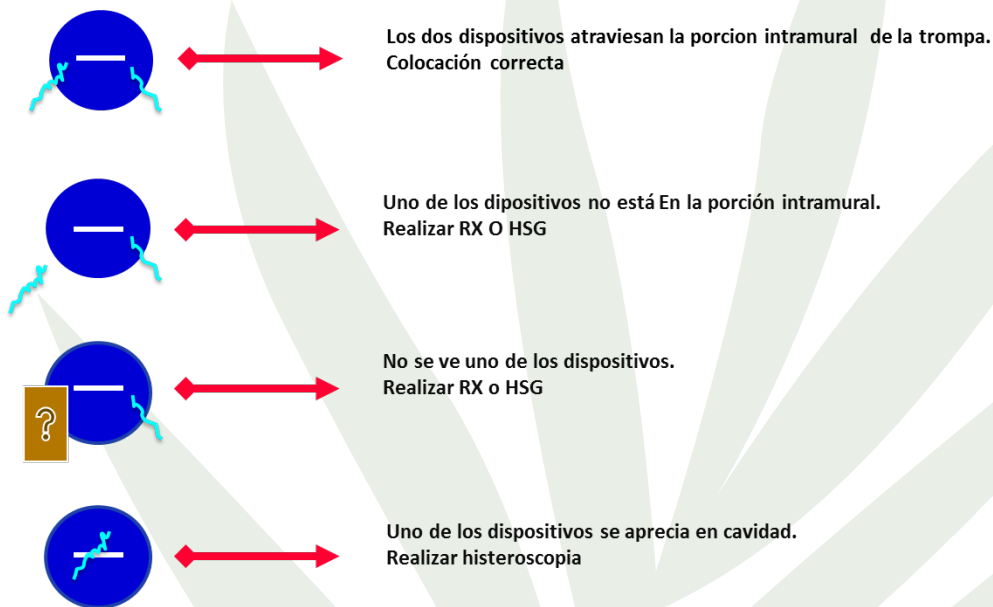 Los dos dispositivos atraviesan la porcion intramural de la trompa.
Colocación correcta
Uno de los dipositivos no está En la porción intramural.
Realizar RX O HSG
No se ve uno de los dispositivos.
Realizar RX o HSG
?
Uno de los dispositivos se aprecia en cavidad.
Realizar histeroscopia